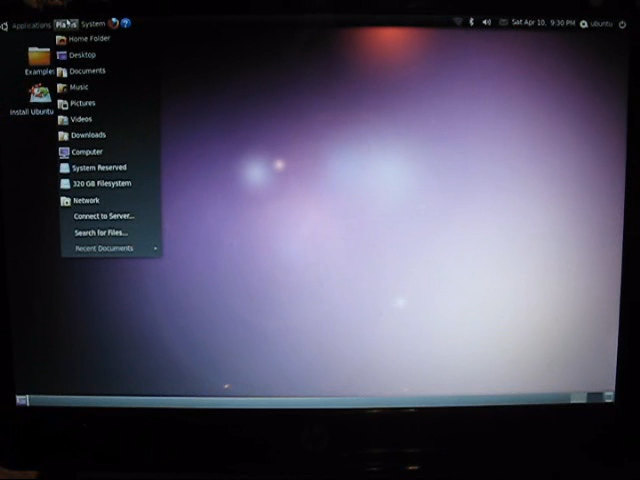 Applications Places System Sat Apr 10, 9:30 PM ubuntu
Home Folder
Desktop
Documents
Music
Pictures
Videos
Downloads
Computer
System Reserved
320 GB Filesystem
Network
Connect to Server...
Search for Files...
Recent Documents
Examples
Install Ubuntu